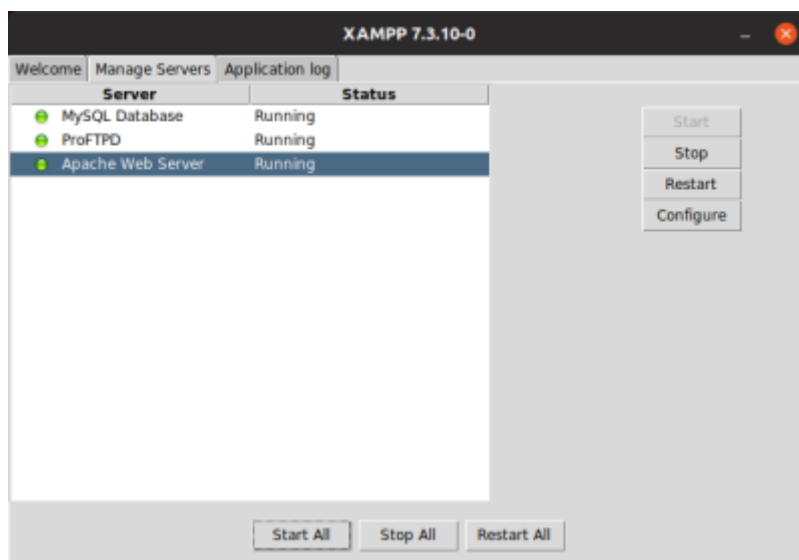 XAMPP 7.3.10-0
Welcome Manage Servers Application log
Server Status
MySQL Database Running
ProFTPD Running
Apache Web Server Running
Start
Stop
Restart
Configure
Start All Stop All Restart All